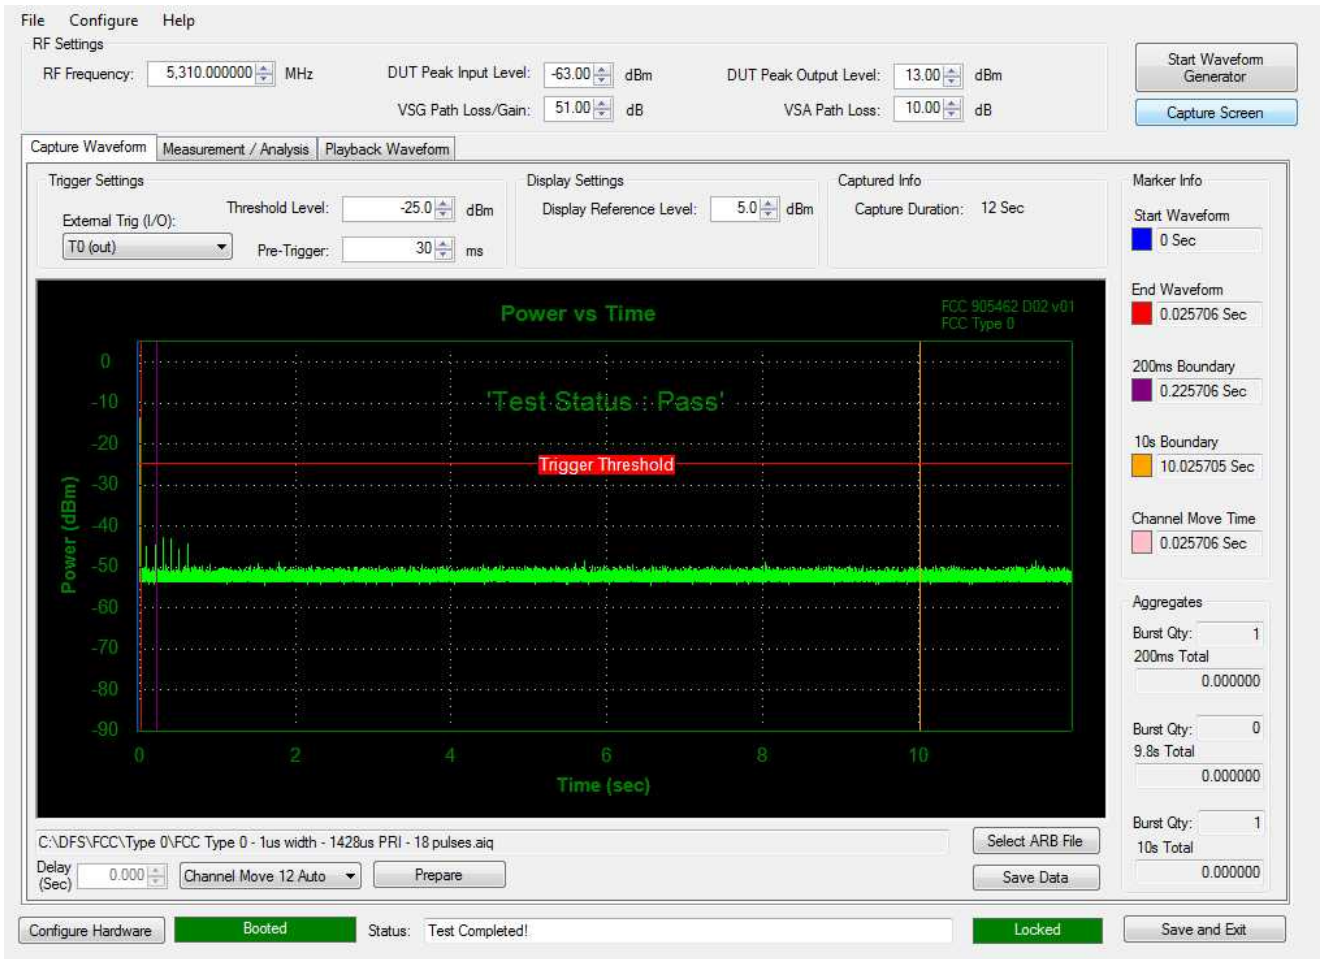 File Configure Help
RF Settings
RF Frequency: 5,310.000000 MHz DUT Peak Input Level: -63.00 dBm DUT Peak Output Level: 13.00 dBm
VSG Path Loss/Gain: 51.00 dB VSA Path Loss: 10.00 dB
Start Waveform
Generator
Capture Screen
Capture Waveform Measurement / Analysis Playback Waveform
Trigger Settings
External Trig (I/O):
T0 (out)
Threshold Level: -25.0 dBm
Pre-Trigger: 30 ms
Display Settings
Display Reference Level: 5.0 dBm
Captured Info
Capture Duration: 12 Sec
Marker Info
Start Waveform
0 Sec
End Waveform
0.025706 Sec
200ms Boundary
0.225706 Sec
10s Boundary
10.025705 Sec
Channel Move Time
0.025706 Sec
Power vs Time
FCC 905462 D02 v01
FCC Type 0
'Test Status : Pass'
Trigger Threshold
Power (dBm)
0
-10
-20
-30
-40
-50
-60
-70
-80
-90
0 2 4 6 8 10
Time (sec)
Aggregates
Burst Qty: 1
200ms Total
0.000000
Burst Qty: 0
9.8s Total
0.000000
Burst Qty: 1
10s Total
0.000000
C:\DFS\FCC\Type 0\FCC Type 0 - 1us width - 1428us PRI - 18 pulses.aiq
Select ARB File
Delay
(Sec)
0.000 Channel Move 12 Auto Prepare
Save Data
Configure Hardware Booted Status: Test Completed! Locked Save and Exit